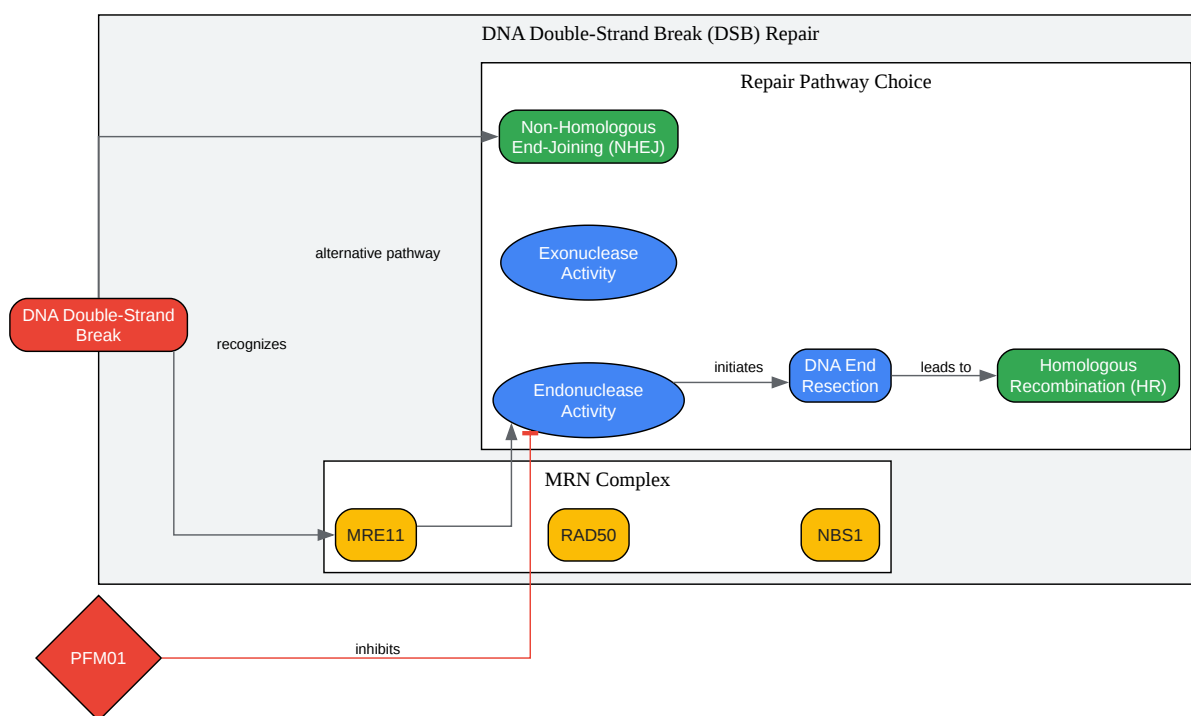 DNA Double-Strand Break (DSB) Repair
Repair Pathway Choice
Non-Homologous
End-Joining (NHEJ)
alternative pathway
Exonuclease
Activity
DNA Double-Strand
Break
recognizes
Endonuclease
Activity
initiates
DNA End
Resection
leads to
Homologous
Recombination (HR)
MRN Complex
MRE11
RAD50
NBS1
PFM01
inhibits